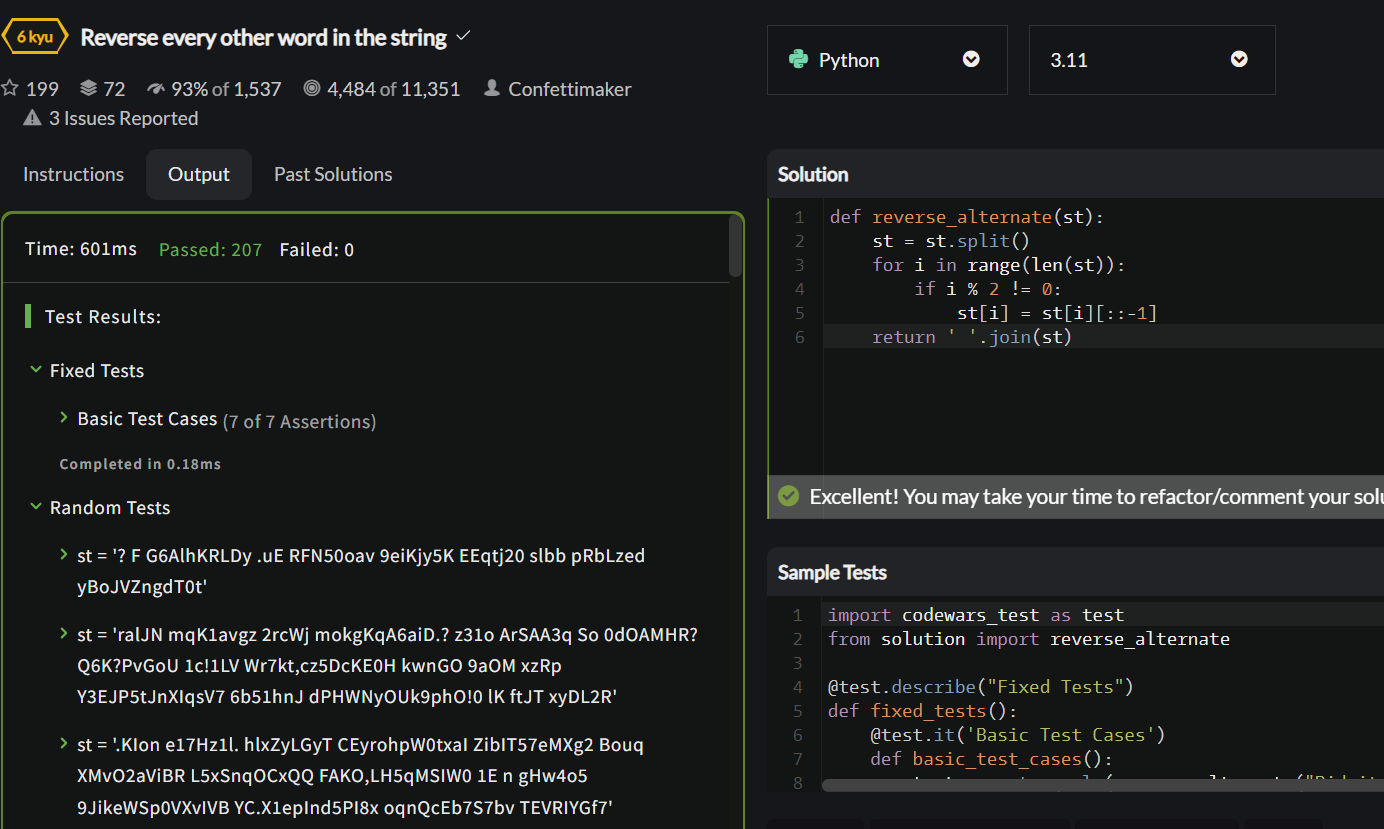 6 kyu Reverse every other word in the string
199 72 93% of 1,537 4,484 of 11,351 Confettimaker
3 Issues Reported
Instructions Output Past Solutions
Time: 601ms Passed: 207 Failed: 0
Test Results:
Fixed Tests
Basic Test Cases (7 of 7 Assertions)
Completed in 0.18ms
Random Tests
st = '? F G6AlhKRLDy .uE RFN50oav 9eiKjy5K EEqtj20 slbb pRbLzed
yBoJVZngdT0t'
st = 'ralJN mqK1avgz 2rcWj mokgKqA6aiD.? z31o ArSAA3q So 0dOAMHR?
Q6K?PvGoU 1c!1LV Wr7kt,cz5DcKE0H kwnGO 9aOM xzRp
Y3EJP5tJnXIqsV7 6b51hnJ dPHWNyOUk9phO!0 lK ftJT xyDL2R'
st = '.KIon e17Hz1l. hlxZyLGyT CEyrohpW0txaI ZibIT57eMXg2 Bouq
XMvO2aViBR L5xSnqOCxQQ FAKO,LH5qMSIW0 1E n gHw4o5
9JikeWSp0VXvIVB YC.X1epInd5PI8x oqnQcEb7S7bv TEVRIYGf7'
Python 3.11
Solution
1 def reverse_alternate(st):
2 st = st.split()
3 for i in range(len(st)):
4 if i % 2 != 0:
5 st[i] = st[i][::-1]
6 return ' '.join(st)
Excellent! You may take your time to refactor/comment your
Sample Tests
1 import codewars_test as test
2 from solution import reverse_alternate
3
4 @test.describe("Fixed Tests")
5 def fixed_tests():
6 @test.it('Basic Test Cases')
7 def basic_test_cases():
8